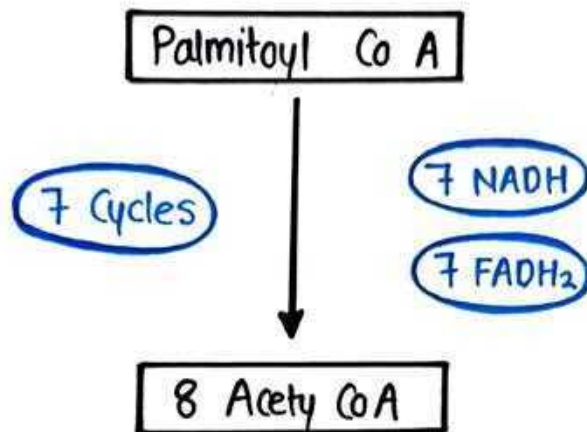 Palmitoyl Co A
7 Cycles
7 NADH
7 FADH₂
8 Acety CoA